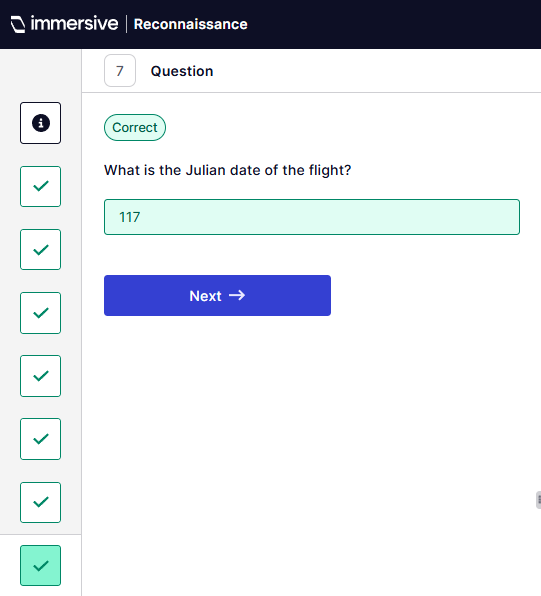 immersive Reconnaissance
7 Question
Correct
What is the Julian date of the flight?
117
Next →